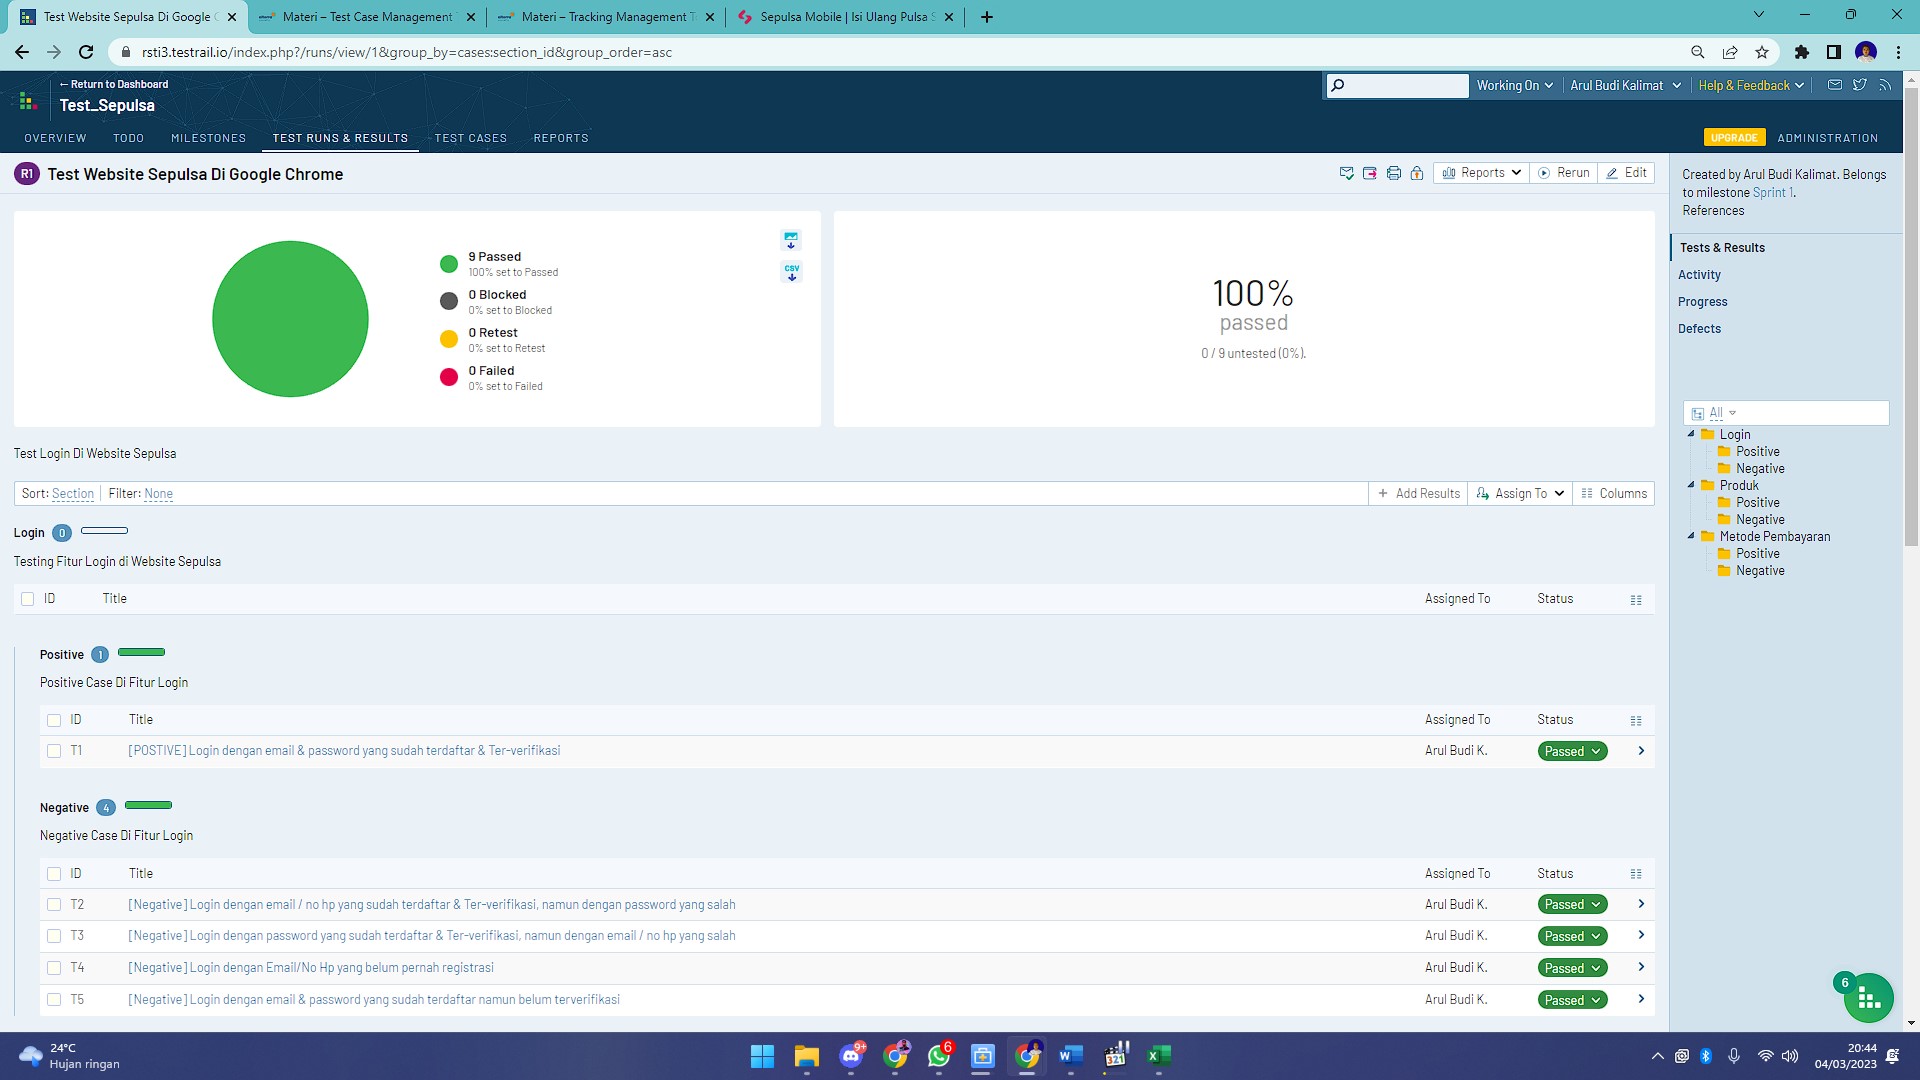 Test Website Sepulsa Di Google C
Materi – Test Case Management T
Materi – Tracking Management T
Sepulsa Mobile | Isi Ulang Pulsa S
rsti3.testrail.io/index.php?/runs/view/1&group_by=cases:section_id&group_order=asc
← Return to Dashboard
Test_Sepulsa
Working On
Arul Budi Kalimat
Help & Feedback
OVERVIEW
TODO
MILESTONES
TEST RUNS & RESULTS
TEST CASES
REPORTS
UPGRADE
ADMINISTRATION
R1 Test Website Sepulsa Di Google Chrome
Reports
Rerun
Edit
Created by Arul Budi Kalimat. Belongs
to milestone Sprint 1.
References
9 Passed
100% set to Passed
0 Blocked
0% set to Blocked
0 Retest
0% set to Retest
0 Failed
0% set to Failed
CSV
100%
passed
0 / 9 untested (0%).
Tests & Results
Activity
Progress
Defects
All
Login
Positive
Negative
Produk
Positive
Negative
Metode Pembayaran
Positive
Negative
Test Login Di Website Sepulsa
Sort: Section Filter: None
+ Add Results
Assign To
Columns
Login 0
Testing Fitur Login di Website Sepulsa
ID Title Assigned To Status
Positive 1
Positive Case Di Fitur Login
ID Title Assigned To Status
T1 [POSTIVE] Login dengan email & password yang sudah terdaftar & Ter-verifikasi Arul Budi K. Passed
Negative 4
Negative Case Di Fitur Login
ID Title Assigned To Status
T2 [Negative] Login dengan email / no hp yang sudah terdaftar & Ter-verifikasi, namun dengan password yang salah Arul Budi K. Passed
T3 [Negative] Login dengan password yang sudah terdaftar & Ter-verifikasi, namun dengan email / no hp yang salah Arul Budi K. Passed
T4 [Negative] Login dengan Email/No Hp yang belum pernah registrasi Arul Budi K. Passed
T5 [Negative] Login dengan email & password yang sudah terdaftar namun belum terverifikasi Arul Budi K. Passed
6
24°C
Hujan ringan
9+
6
321
20:44
04/03/2023